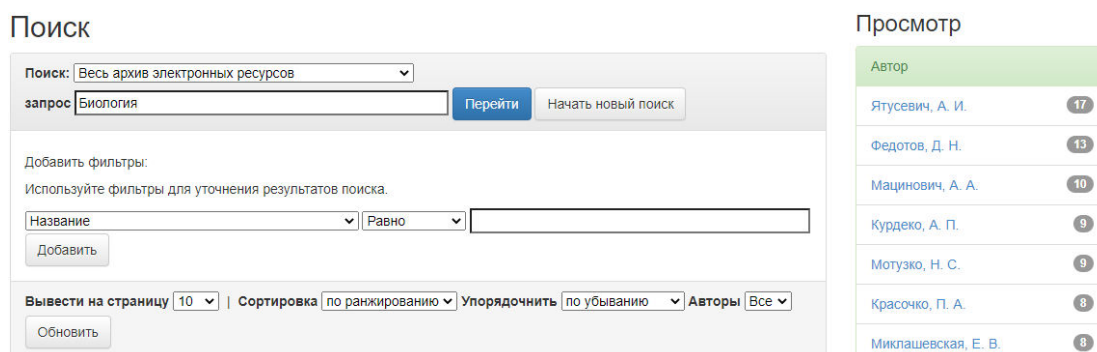 Поиск
Поиск: Весь архив электронных ресурсов
запрос Биология Перейти Начать новый поиск
Добавить фильтры:
Используйте фильтры для уточнения результатов поиска.
Название Равно
Добавить
Вывести на страницу 10 | Сортировка по ранжированию Упорядочнить по убыванию Авторы Все
Обновить
Просмотр
Автор
Ятусевич, А. И. 17
Федотов, Д. Н. 13
Мацинович, А. А. 10
Курдеко, А. П. 9
Мотузко, Н. С. 9
Красочко, П. А. 8
Миклашевская, Е. В. 8